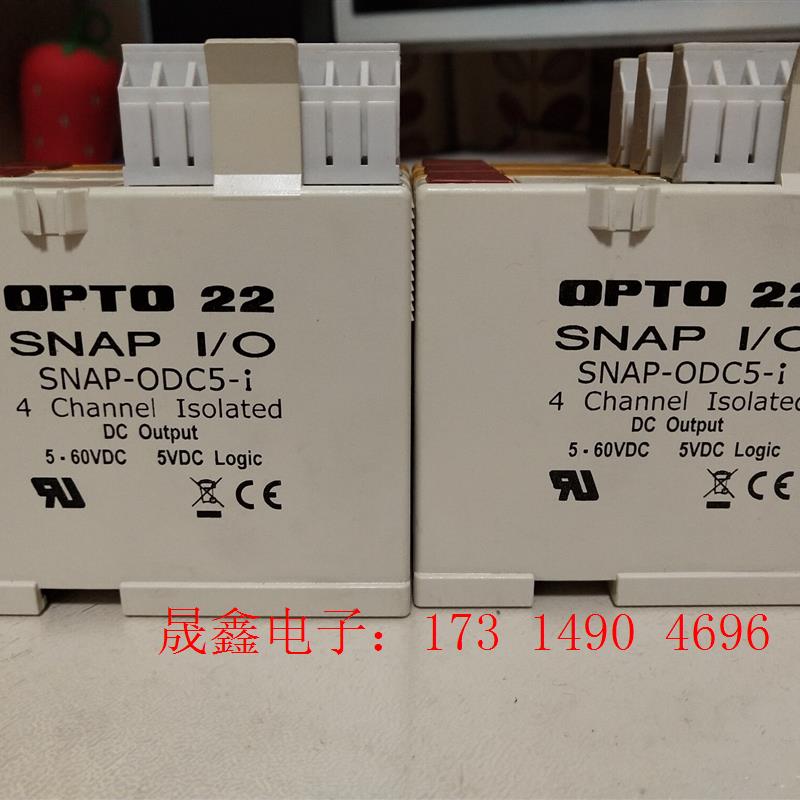 OPTO 22
SNAP I/O
SNAP-ODC5-i
4 Channel Isolated
DC Output
5 - 60VDC 5VDC Logic
CE
OPTO 22
SNAP I/O
SNAP-ODC5-i
4 Channel Isolated
DC Output
5 - 60VDC 5VDC Logic
CE
晟鑫电子：173 1490 4696